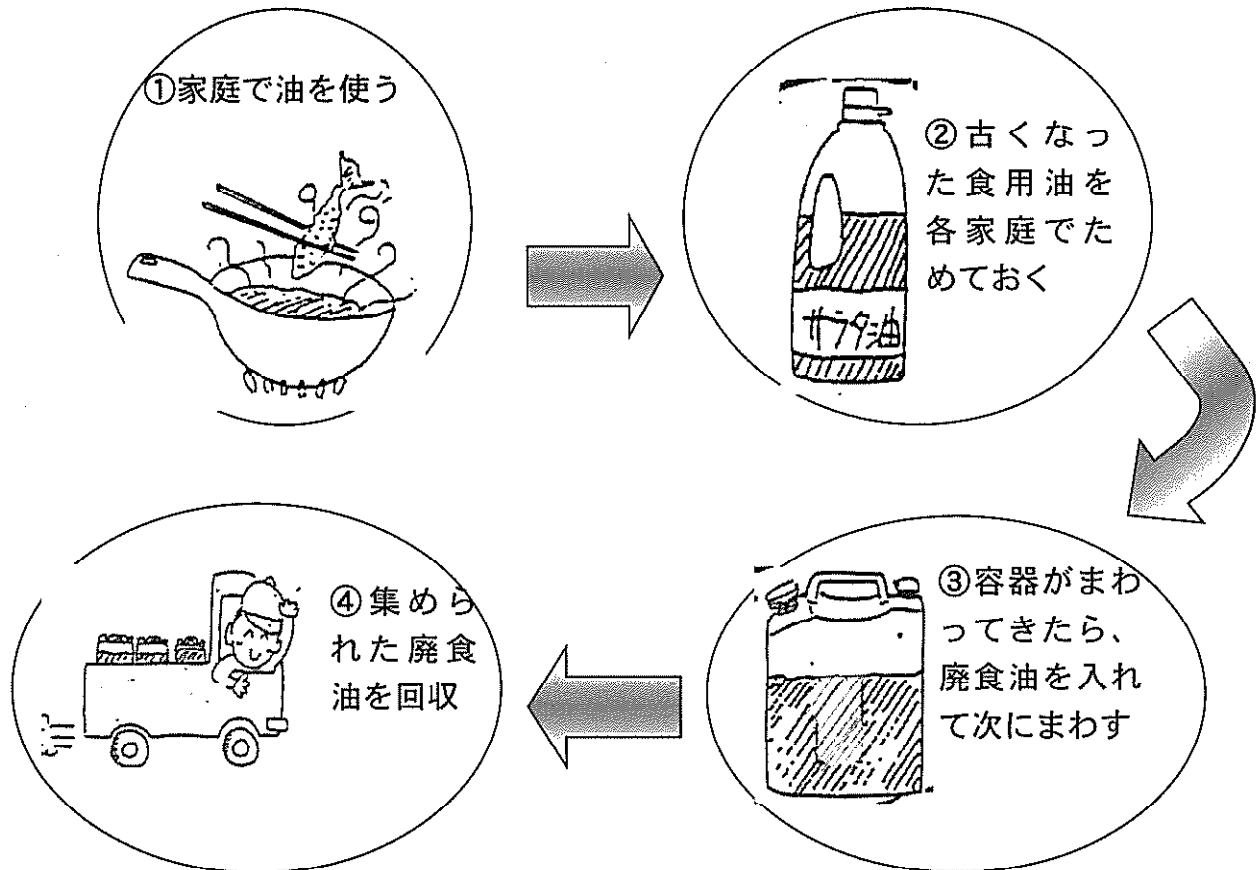 ①家庭で油を使う
②古くなっ
た食用油を
各家庭でた
めておく
サラダ油
③容器がまわ
ってきたら、
廃食油を入れ
て次にまわす
④集めら
れた廃食
油を回収